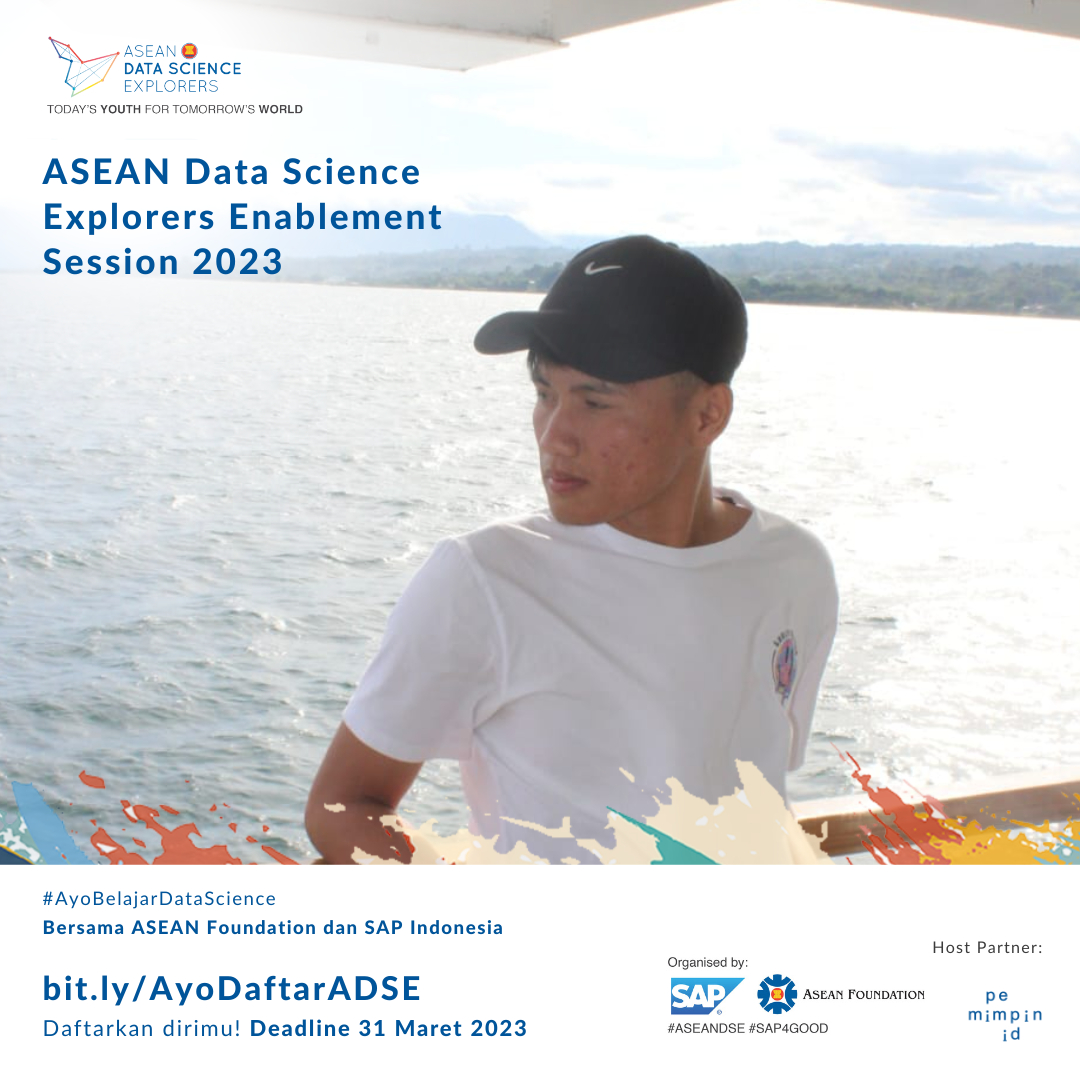 ASEAN
DATA SCIENCE
EXPLORERS
TODAY'S YOUTH FOR TOMORROW'S WORLD
ASEAN Data Science
Explorers Enablement
Session 2023
#AyoBelajarDataScience
Bersama ASEAN Foundation dan SAP Indonesia
bit.ly/AyoDaftarADSE
Daftarkan dirimu! Deadline 31 Maret 2023
Organised by:
SAP®
ASEAN FOUNDATION
#ASEANDSE #SAP4GOOD
Host Partner:
pe
mimpin
id